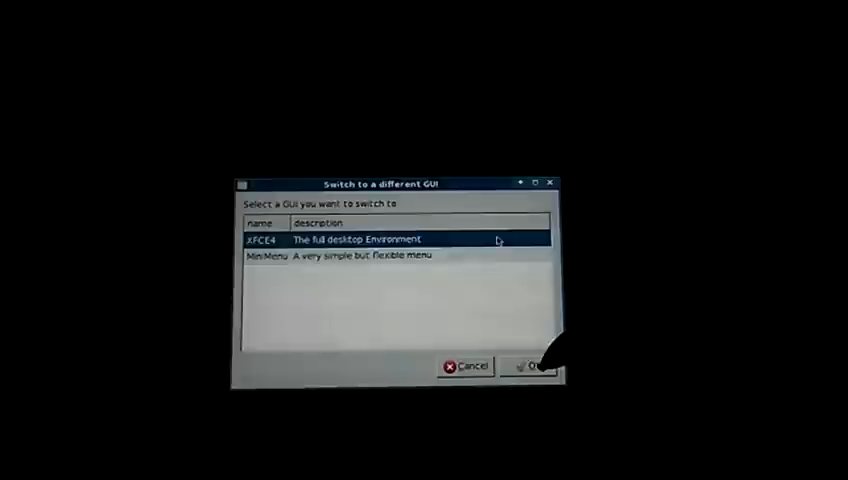 Switch to a different GUI
Select a GUI you want to switch to
name description
XFCE4 The full desktop Environment
MiniMenu A very simple but flexible menu
Cancel